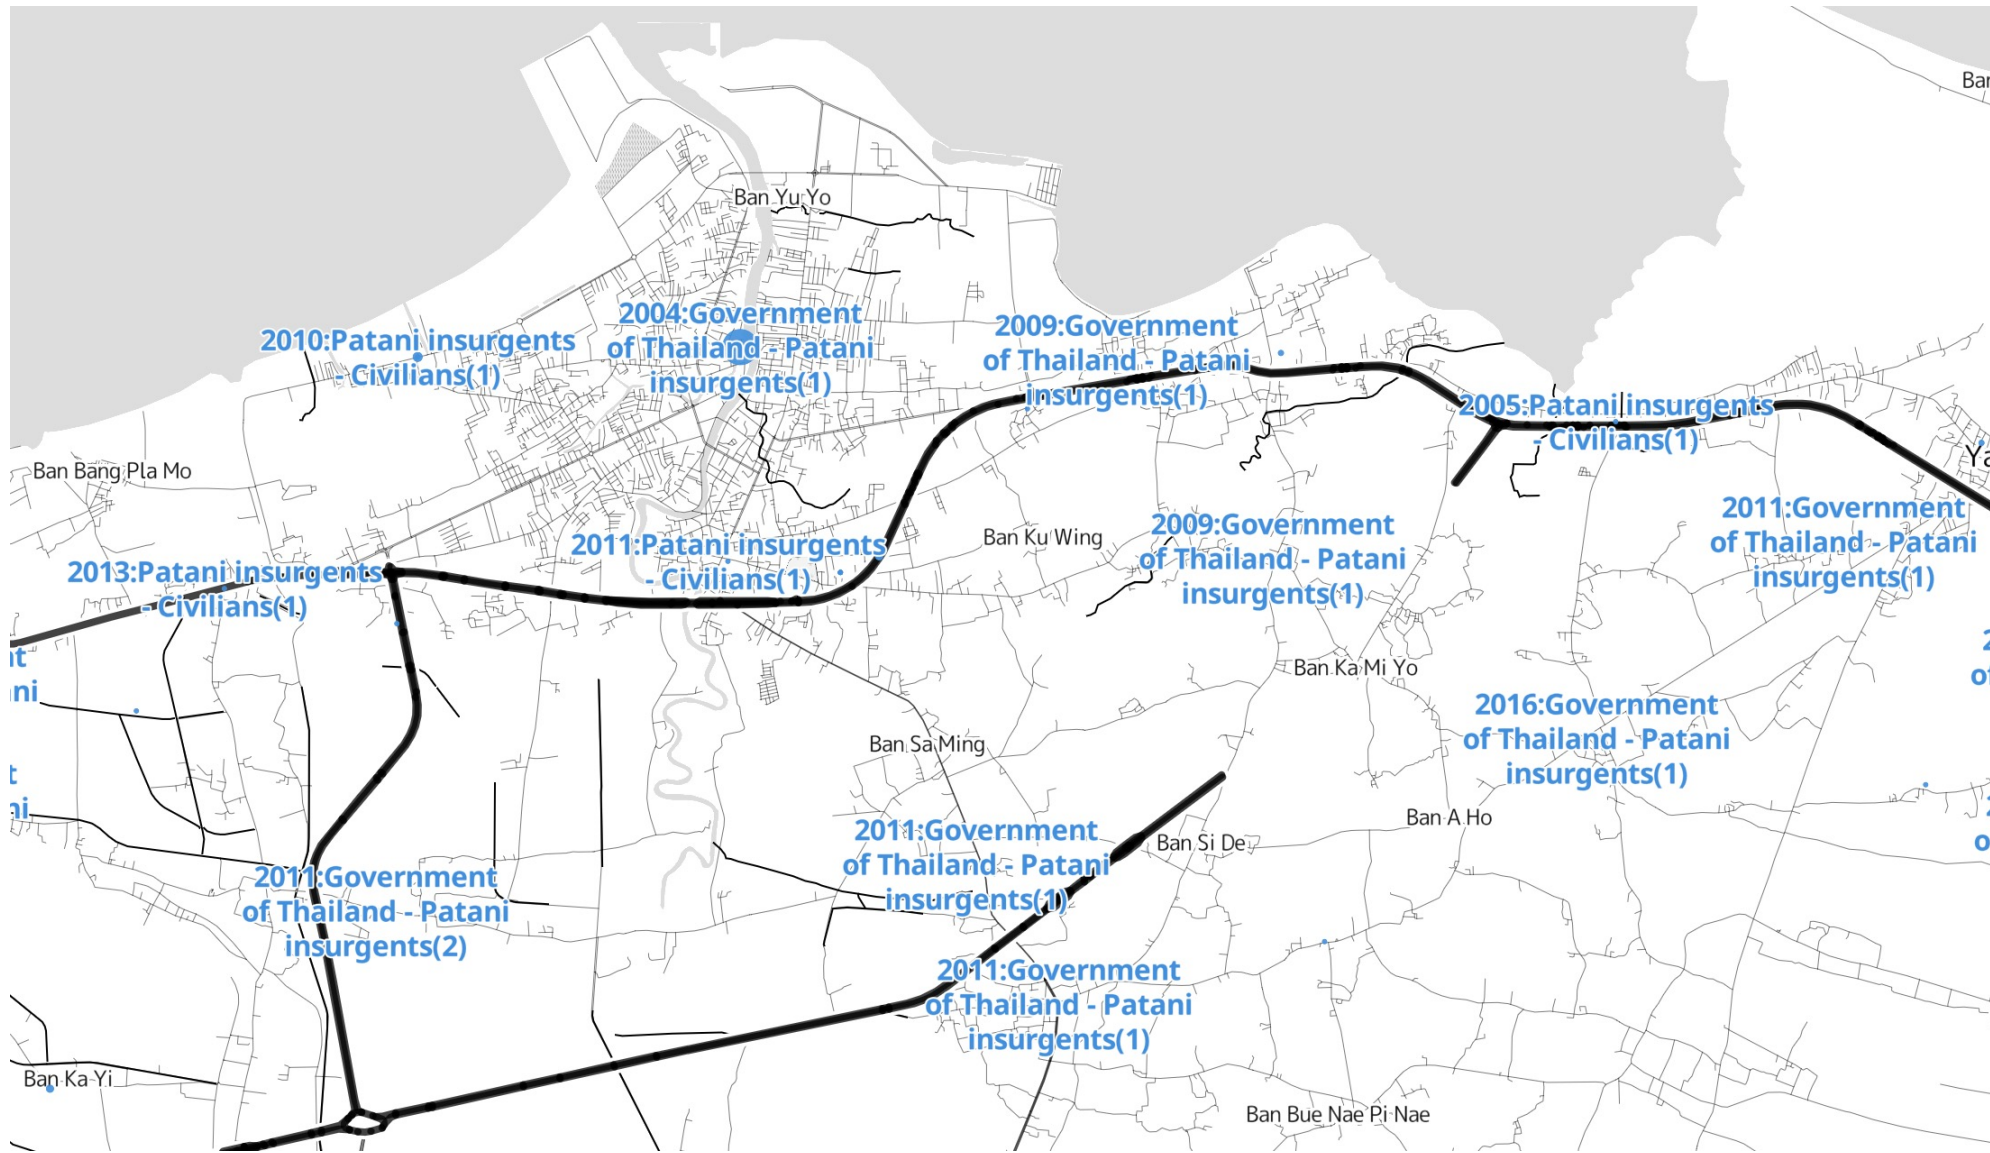 Ban Yu Yo
2010:Patani insurgents
- Civilians(1)
2004:Government
of Thailand - Patani
insurgents(1)
2009:Government
of Thailand - Patani
insurgents(1)
2005:Patani insurgents
- Civilians(1)
Ban Bang Pla Mo
2011:Government
of Thailand - Patani
insurgents(1)
2009:Government
of Thailand - Patani
insurgents(1)
Ban Ku Wing
2011:Patani insurgents
- Civilians(1)
2013:Patani insurgents
- Civilians(1)
Ban Ka Mi Yo
2016:Government
of Thailand - Patani
insurgents(1)
Ban Sa Ming
Ban A Ho
2011:Government
of Thailand - Patani
insurgents(1)
Ban Si De
2011:Government
of Thailand - Patani
insurgents(2)
2011:Government
of Thailand - Patani
insurgents(1)
Ban Ka Yi
Ban Bue Nae Pi Nae